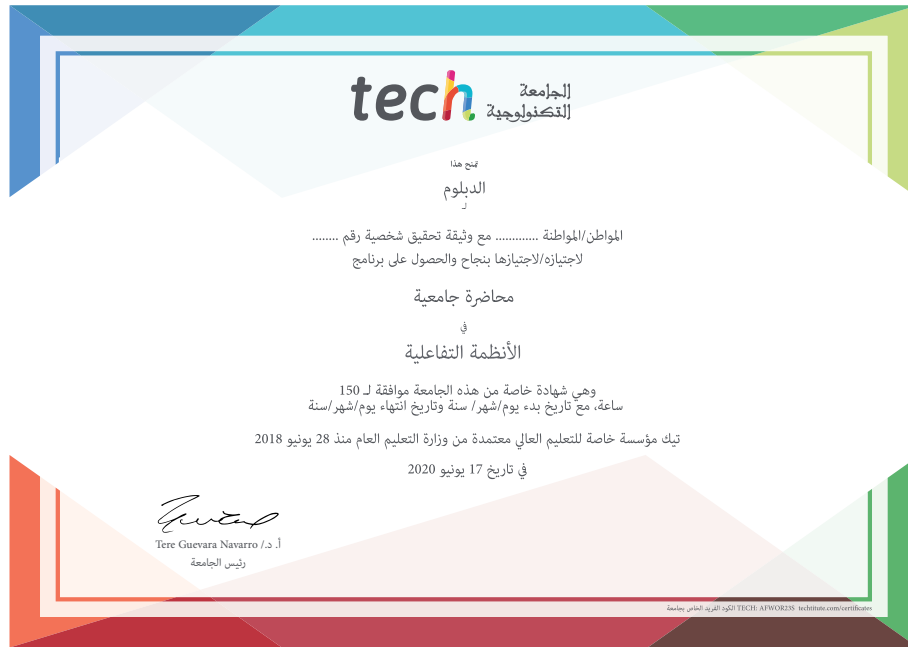 tech الجامعة
التكنولوجية
تمنح هذا
الدبلوم
لـ
المواطن/المواطنة ............. مع وثيقة تحقيق شخصية رقم ........
لاجتيازه/لاجتيازها بنجاح والحصول على برنامج
محاضرة جامعية
في
الأنظمة التفاعلية
وهي شهادة خاصة من هذه الجامعة موافقة لـ 150
ساعة، مع تاريخ بدء يوم/شهر/ سنة وتاريخ انتهاء يوم/شهر/سنة
تيك مؤسسة خاصة للتعليم العالي معتمدة من وزارة التعليم العام منذ 28 يونيو 2018
في تاريخ 17 يونيو 2020
أ. د./ Tere Guevara Navarro
رئيس الجامعة
الكود الفريد الخاص بجامعة TECH: AFWOR23S techtitute.com/certificates